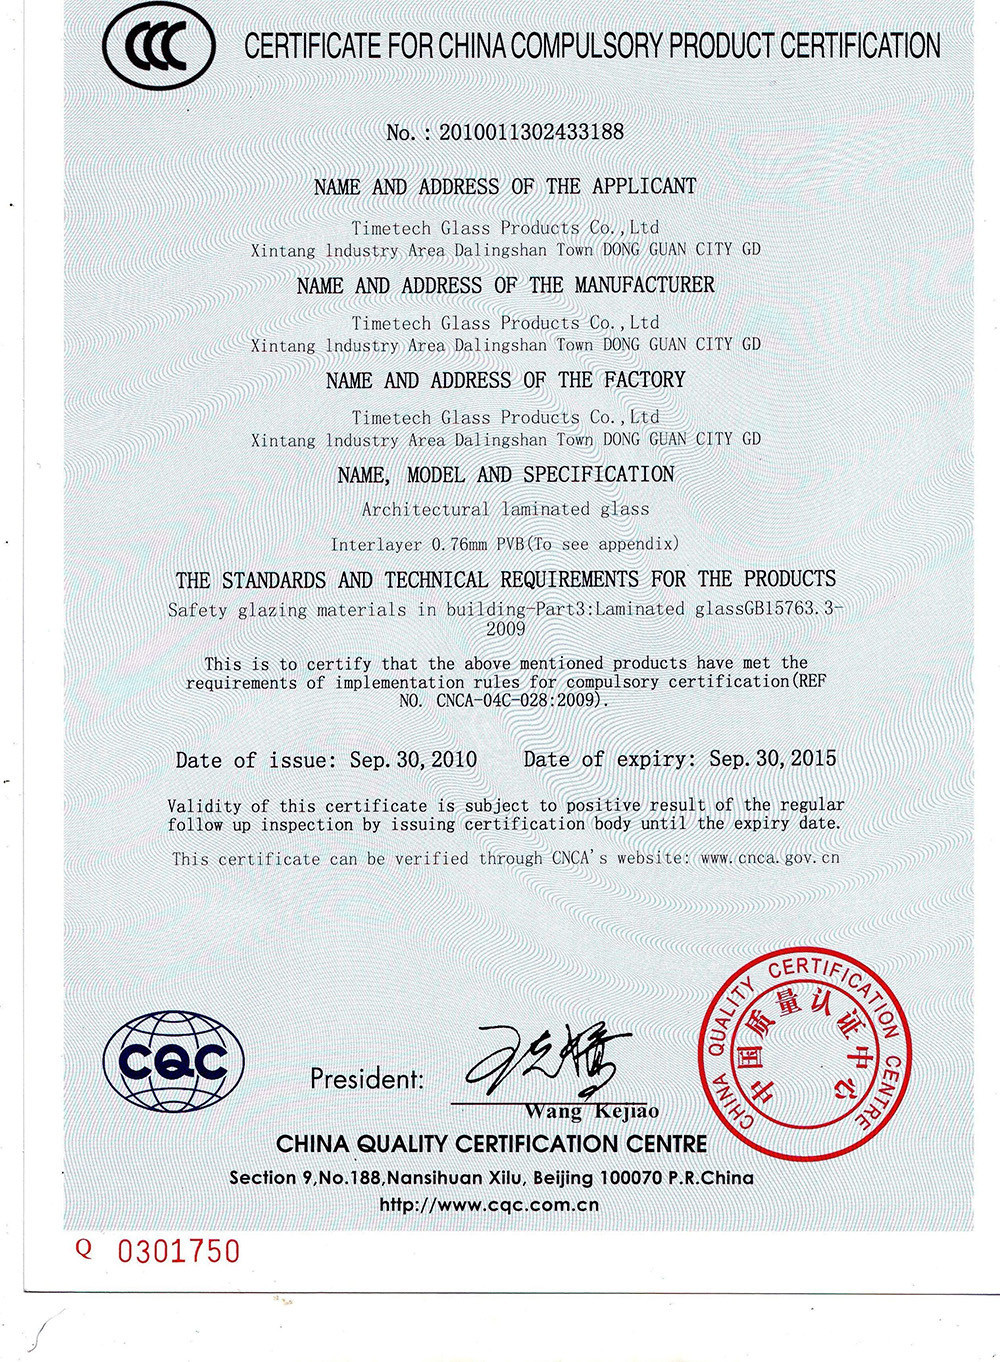 CERTIFICATE FOR CHINA COMPULSORY PRODUCT CERTIFICATION
No. : 2010011302433188
NAME AND ADDRESS OF THE APPLICANT
Timetech Glass Products Co.,Ltd
Xintang lndustry Area Dalingshan Town DONG GUAN CITY GD
NAME AND ADDRESS OF THE MANUFACTURER
Timetech Glass Products Co.,Ltd
Xintang lndustry Area Dalingshan Town DONG GUAN CITY GD
NAME AND ADDRESS OF THE FACTORY
Timetech Glass Products Co.,Ltd
Xintang lndustry Area Dalingshan Town DONG GUAN CITY GD
NAME, MODEL AND SPECIFICATION
Architectural laminated glass
Interlayer 0.76mm PVB(To see appendix)
THE STANDARDS AND TECHNICAL REQUIREMENTS FOR THE PRODUCTS
Safety glazing materials in building-Part3:Laminated glassGB15763.3-
2009
This is to certify that the above mentioned products have met the
requirements of implementation rules for compulsory certification(REF
NO. CNCA-04C-028:2009).
Date of issue: Sep.30,2010 Date of expiry: Sep.30,2015
Validity of this certificate is subject to positive result of the regular
follow up inspection by issuing certification body until the expiry date.
This certificate can be verified through CNCA's website: www.cnca.gov.cn
CHINA QUALITY CERTIFICATION CENTRE
中国质量认证中心
CQC
President:
Wang Kejiao
CHINA QUALITY CERTIFICATION CENTRE
Section 9,No.188,Nansihuan Xilu, Beijing 100070 P.R.China
http://www.cqc.com.cn
Q 0301750